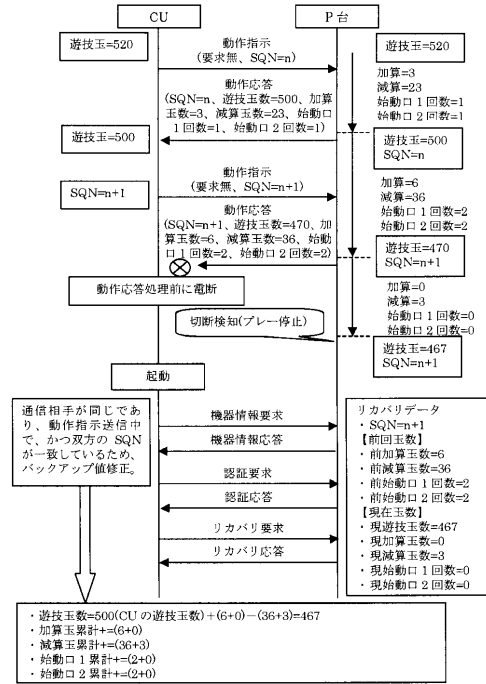 CU
P台
遊技玉=520
動作指示
(要求無、SQN=n)
遊技玉=520
加算=3
減算=23
始動口1回数=1
始動口2回数=1
動作応答
(SQN=n、遊技玉数=500、加算
玉数=3、減算玉数=23、始動口
1回数=1、始動口2回数=1)
遊技玉=500
遊技玉=500
SQN=n
動作指示
(要求無、SQN=n+1)
SQN=n+1
加算=6
減算=36
始動口1回数=2
始動口2回数=2
動作応答
(SQN=n+1、遊技玉数=470、加
算玉数=6、減算玉数=36、始動
口1回数=2、始動口2回数=2)
遊技玉=470
SQN=n+1
動作応答処理前に電断
加算=0
減算=3
始動口1回数=0
始動口2回数=0
切断検知(プレー停止)
遊技玉=467
SQN=n+1
起動
通信相手が同じであ
り、動作指示送信中
で、かつ双方のSQN
が一致しているため、
バックアップ値修正。
機器情報要求
機器情報応答
認証要求
認証応答
リカバリ要求
リカバリ応答
リカバリデータ
・SQN=n+1
【前回玉数】
・前加算玉数=6
・前減算玉数=36
・前始動口1回数=2
・前始動口2回数=2
【現在玉数】
・現遊技玉数=467
・現加算玉数=0
・現減算玉数=3
・現始動口1回数=0
・現始動口2回数=0
・遊技玉数=500(CUの遊技玉数)+(6+0)−(36+3)=467
・加算玉累計+=(6+0)
・減算玉累計+=(36+3)
・始動口1累計+=(2+0)
・始動口2累計+=(2+0)